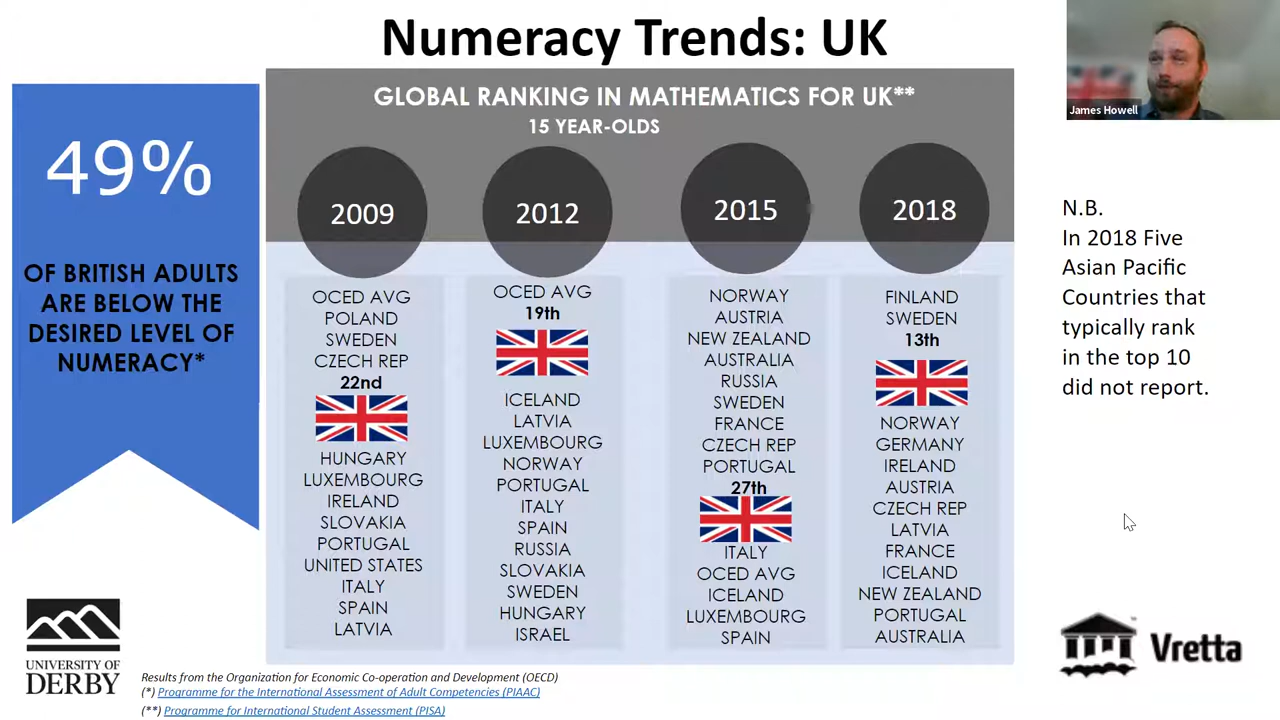 Numeracy Trends: UK
James Howell
49%
OF BRITISH ADULTS
ARE BELOW THE
DESIRED LEVEL OF
NUMERACY*
GLOBAL RANKING IN MATHEMATICS FOR UK**
15 YEAR-OLDS
2009
OCED AVG
POLAND
SWEDEN
CZECH REP
22nd
HUNGARY
LUXEMBOURG
IRELAND
SLOVAKIA
PORTUGAL
UNITED STATES
ITALY
SPAIN
LATVIA
2012
OCED AVG
19th
ICELAND
LATVIA
LUXEMBOURG
NORWAY
PORTUGAL
ITALY
SPAIN
RUSSIA
SLOVAKIA
SWEDEN
HUNGARY
ISRAEL
2015
NORWAY
AUSTRIA
NEW ZEALAND
AUSTRALIA
RUSSIA
SWEDEN
FRANCE
CZECH REP
PORTUGAL
27th
ITALY
OCED AVG
ICELAND
LUXEMBOURG
SPAIN
2018
FINLAND
SWEDEN
13th
NORWAY
GERMANY
IRELAND
AUSTRIA
CZECH REP
LATVIA
FRANCE
ICELAND
NEW ZEALAND
PORTUGAL
AUSTRALIA
N.B.
In 2018 Five
Asian Pacific
Countries that
typically rank
in the top 10
did not report.
UNIVERSITY OF
DERBY
Results from the Organization for Economic Co-operation and Development (OECD)
(*) Programme for the International Assessment of Adult Competencies (PIAAC)
(**) Programme for International Student Assessment (PISA)
Vretta